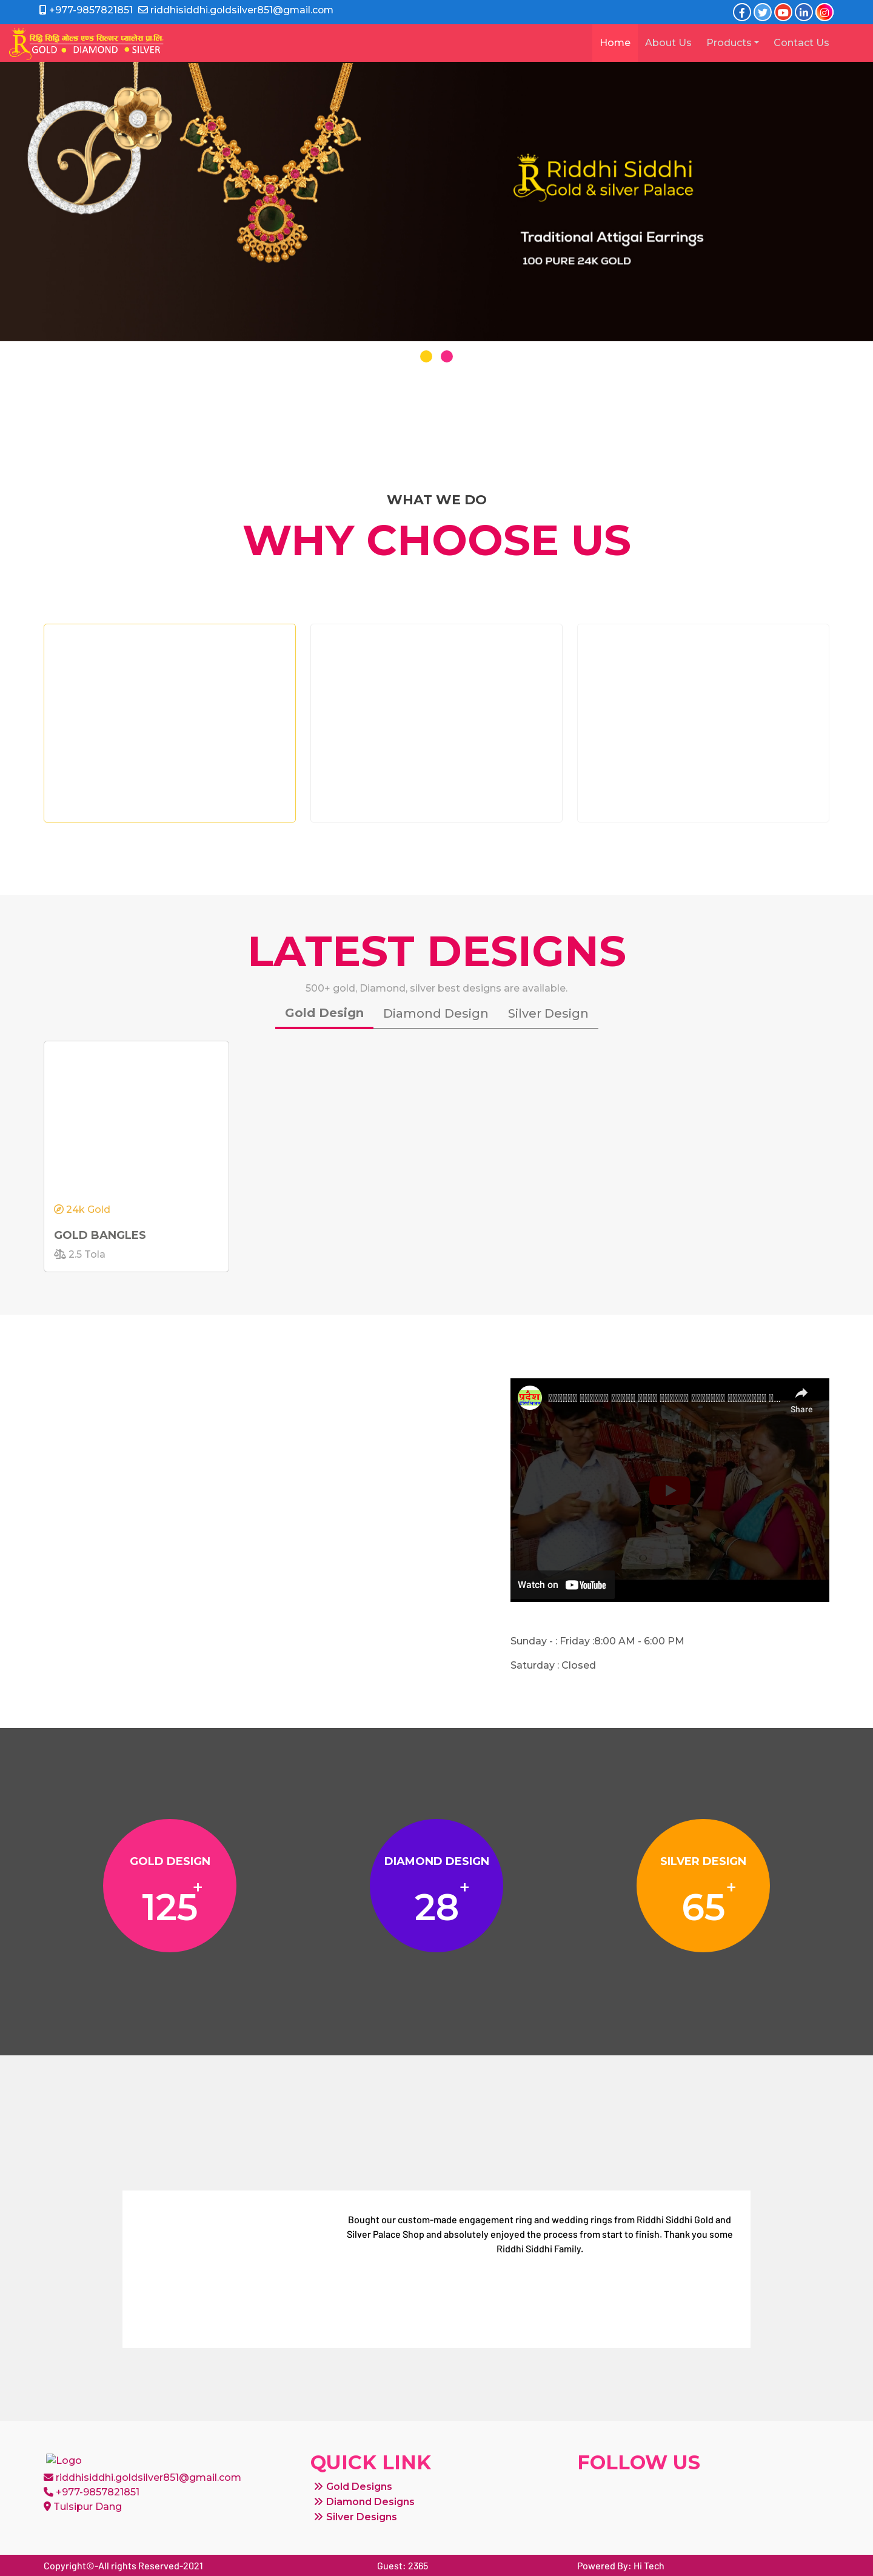 +977-9857821851 riddhisiddhi.goldsilver851@gmail.com
रिद्धि सिद्धि गोल्ड एण्ड सिल्भर प्यालेस प्रा.लि.
GOLD • DIAMOND • SILVER
Home About Us Products Contact Us
Riddhi Siddhi
Gold & silver Palace
Traditional Attigai Earrings
100 PURE 24K GOLD
WHAT WE DO
WHY CHOOSE US
LATEST DESIGNS
500+ gold, Diamond, silver best designs are available.
Gold Design Diamond Design Silver Design
24k Gold
GOLD BANGLES
2.5 Tola
प्रदेश
Share
Watch on YouTube
Sunday - : Friday :8:00 AM - 6:00 PM
Saturday : Closed
GOLD DESIGN
125+
DIAMOND DESIGN
28+
SILVER DESIGN
65+
Bought our custom-made engagement ring and wedding rings from Riddhi Siddhi Gold and
Silver Palace Shop and absolutely enjoyed the process from start to finish. Thank you some
Riddhi Siddhi Family.
Logo
riddhisiddhi.goldsilver851@gmail.com
+977-9857821851
Tulsipur Dang
QUICK LINK
Gold Designs
Diamond Designs
Silver Designs
FOLLOW US
Copyright©-All rights Reserved-2021 Guest: 2365 Powered By: Hi Tech